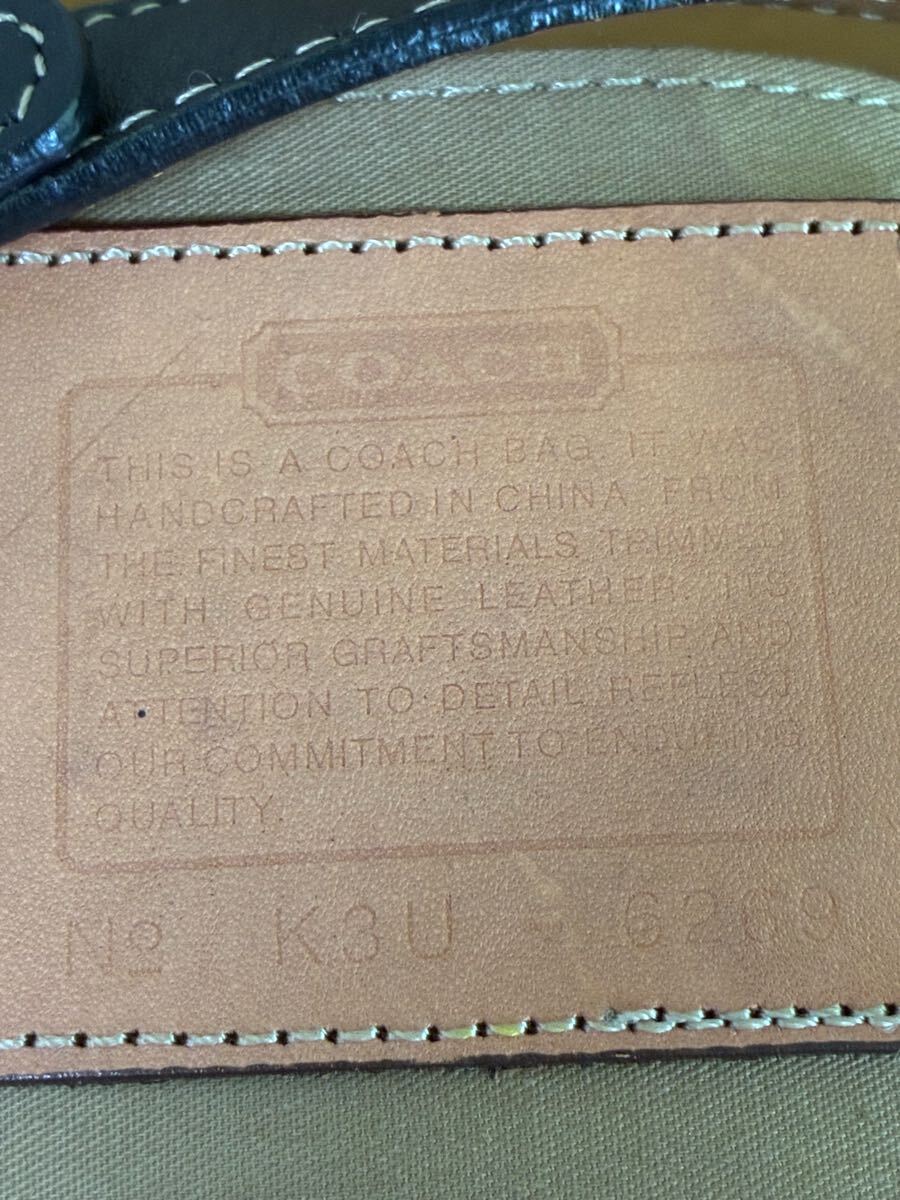 COACH
THIS IS A COACH BAG. IT WAS
HANDCRAFTED IN CHINA FROM
THE FINEST MATERIALS TRIMMED
WITH GENUINE LEATHER. ITS
SUPERIOR CRAFTSMANSHIP AND
ATTENTION TO DETAIL REFLECT
OUR COMMITMENT TO ENDURING
QUALITY.
No K3U - 6269